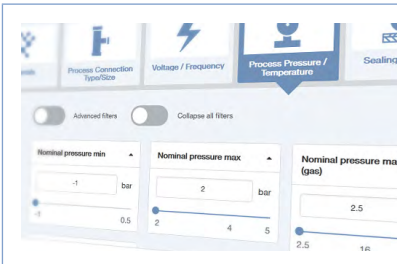 Process Connection
Type/Size
Voltage / Frequency
Process Pressure /
Temperature
Sealing
Advanced filters
Collapse all filters
Nominal pressure min
-1
bar
-1
0.5
Nominal pressure max
2
bar
2
4
5
Nominal pressure ma
(gas)
2.5
2.5
16